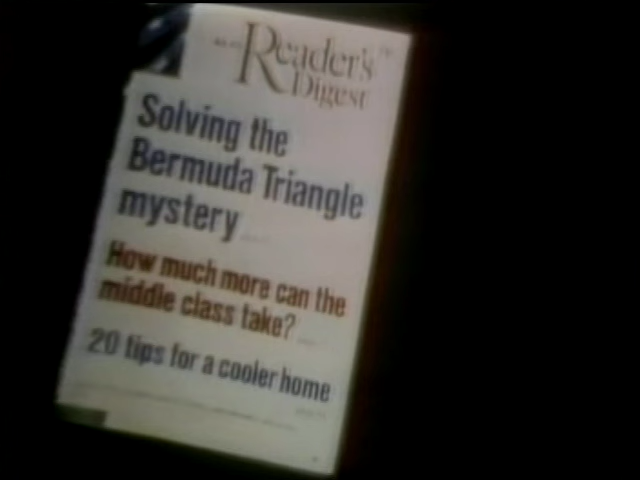 Reader's
Digest
Solving the
Bermuda Triangle
mystery
How much more can the
middle class take?
20 tips for a cooler home